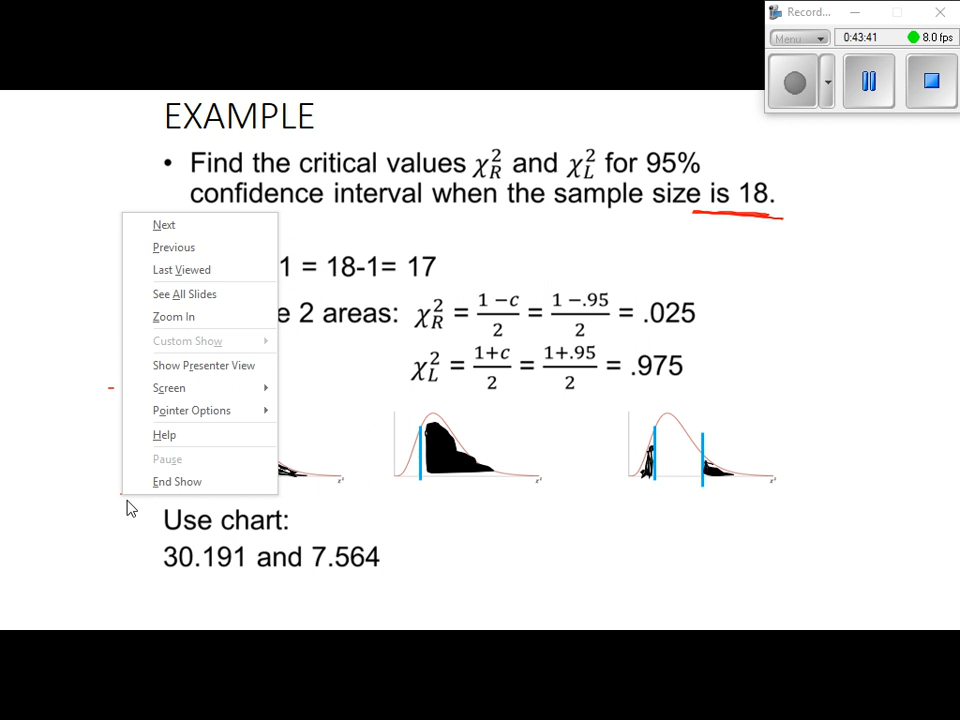 Record...
Menu
0:43:41
8.0 fps
EXAMPLE
• Find the critical values χ²_R and χ²_L for 95%
confidence interval when the sample size is 18.
1 = 18-1= 17
e 2 areas: χ²_R = (1 −c)/2 = (1 −.95)/2 = .025
χ²_L = (1+c)/2 = (1+.95)/2 = .975
Next
Previous
Last Viewed
See All Slides
Zoom In
Custom Show
Show Presenter View
Screen
Pointer Options
Help
Pause
End Show
Use chart:
30.191 and 7.564